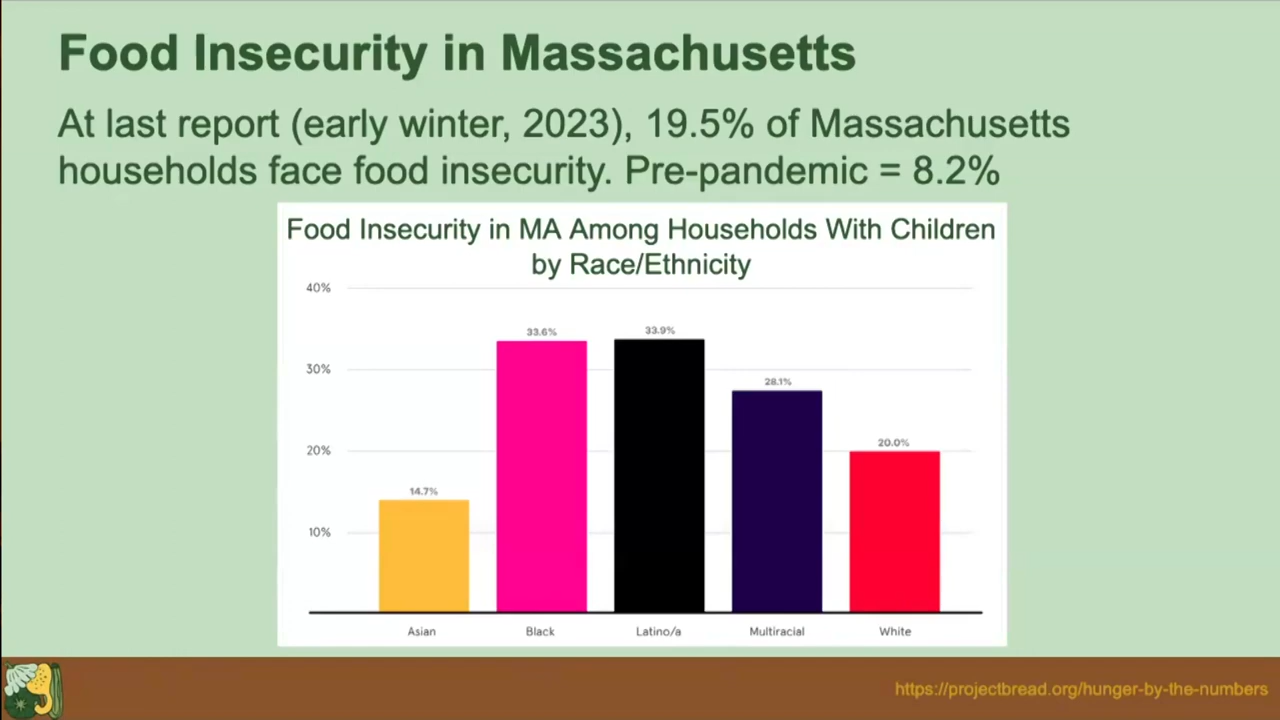 Food Insecurity in Massachusetts
At last report (early winter, 2023), 19.5% of Massachusetts
households face food insecurity. Pre-pandemic = 8.2%
Food Insecurity in MA Among Households With Children
by Race/Ethnicity
40%
33.6%
33.9%
30%
28.1%
20%
20.0%
14.7%
10%
Asian
Black
Latino/a
Multiracial
White
https://projectbread.org/hunger-by-the-numbers